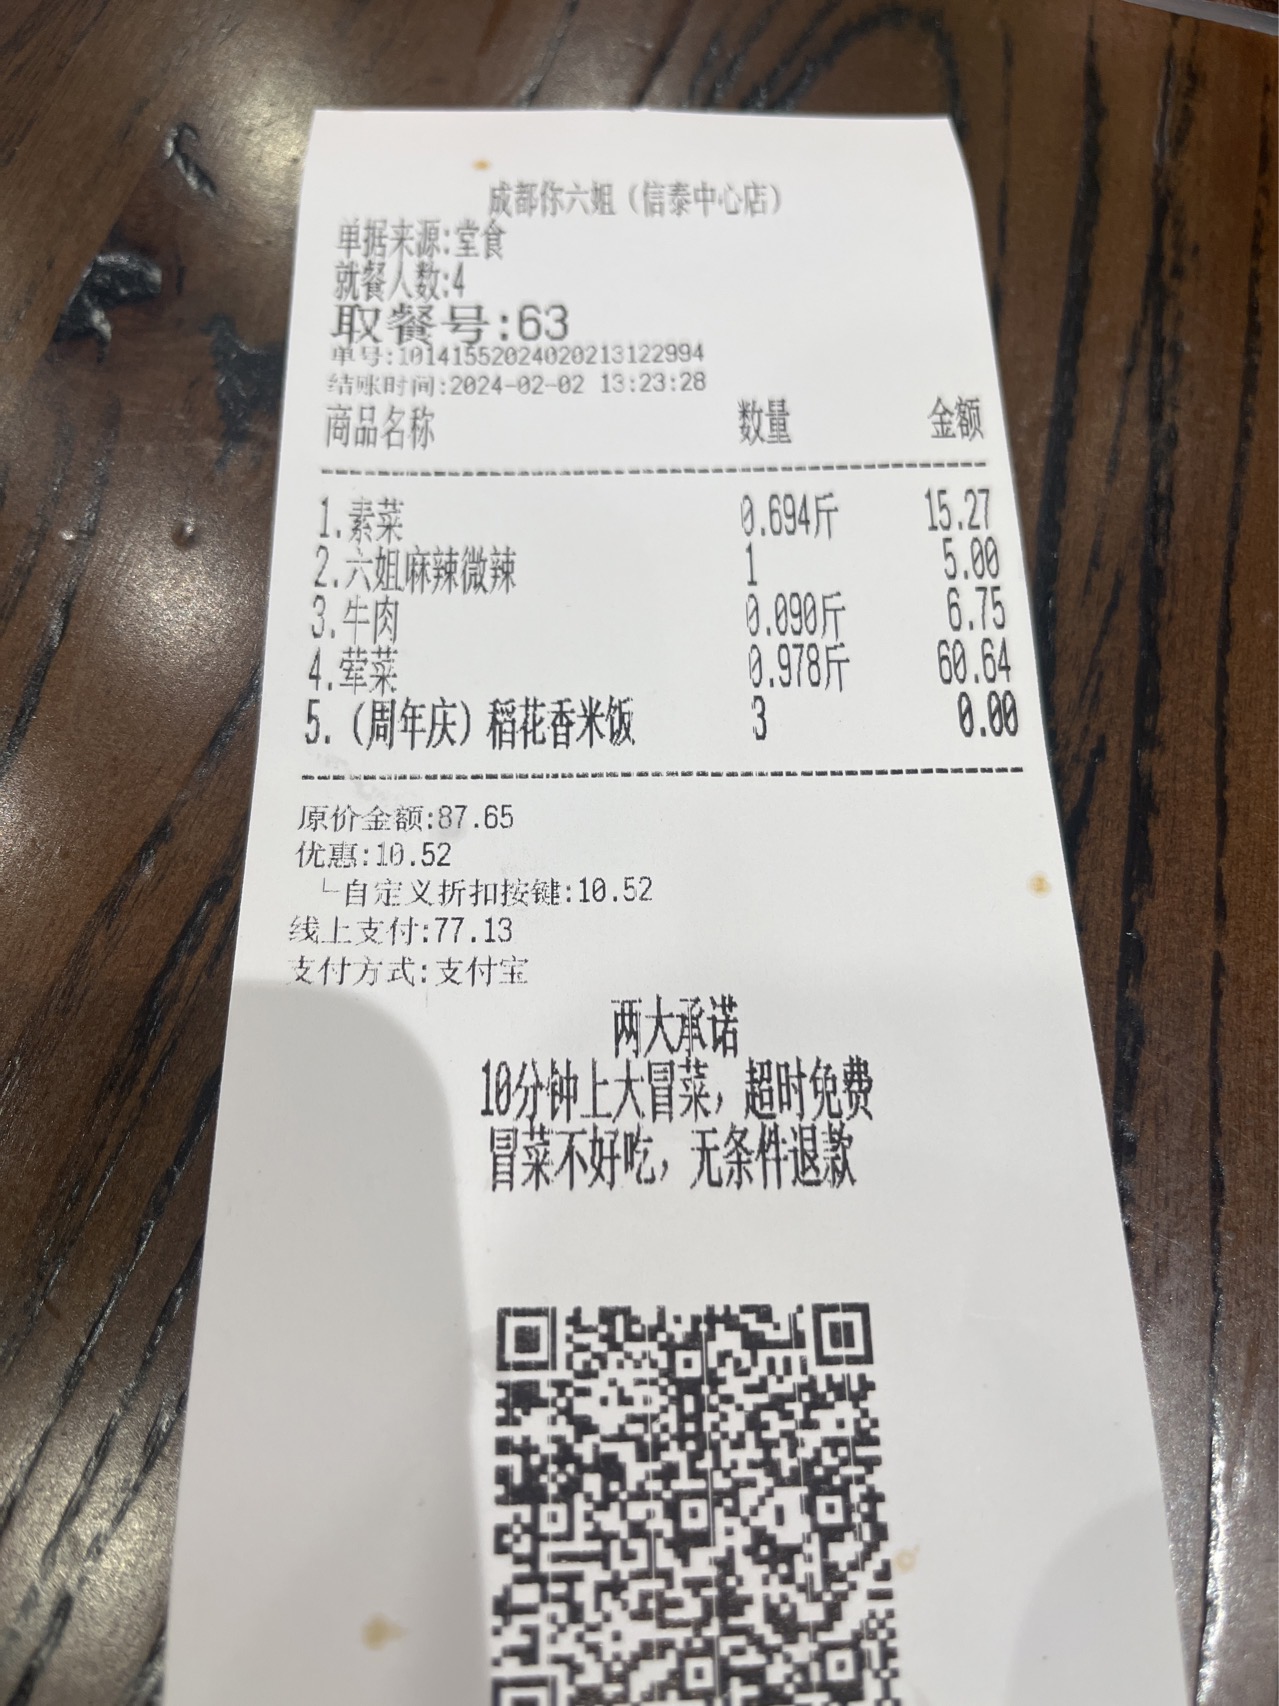 成都你六姐（信泰中心店）
单据来源:堂食
就餐人数:4
取餐号:63
单号:10141552024020213122994
结账时间:2024-02-02 13:23:28
商品名称 数量 金额
1.素菜 0.694斤 15.27
2.六姐麻辣微辣 1 5.00
3.牛肉 0.090斤 6.75
4.荤菜 0.978斤 60.64
5.（周年庆）稻花香米饭 3 0.00
原价金额:87.65
优惠:10.52
└自定义折扣按键:10.52
线上支付:77.13
支付方式:支付宝
两大承诺
10分钟上大冒菜，超时免费
冒菜不好吃，无条件退款